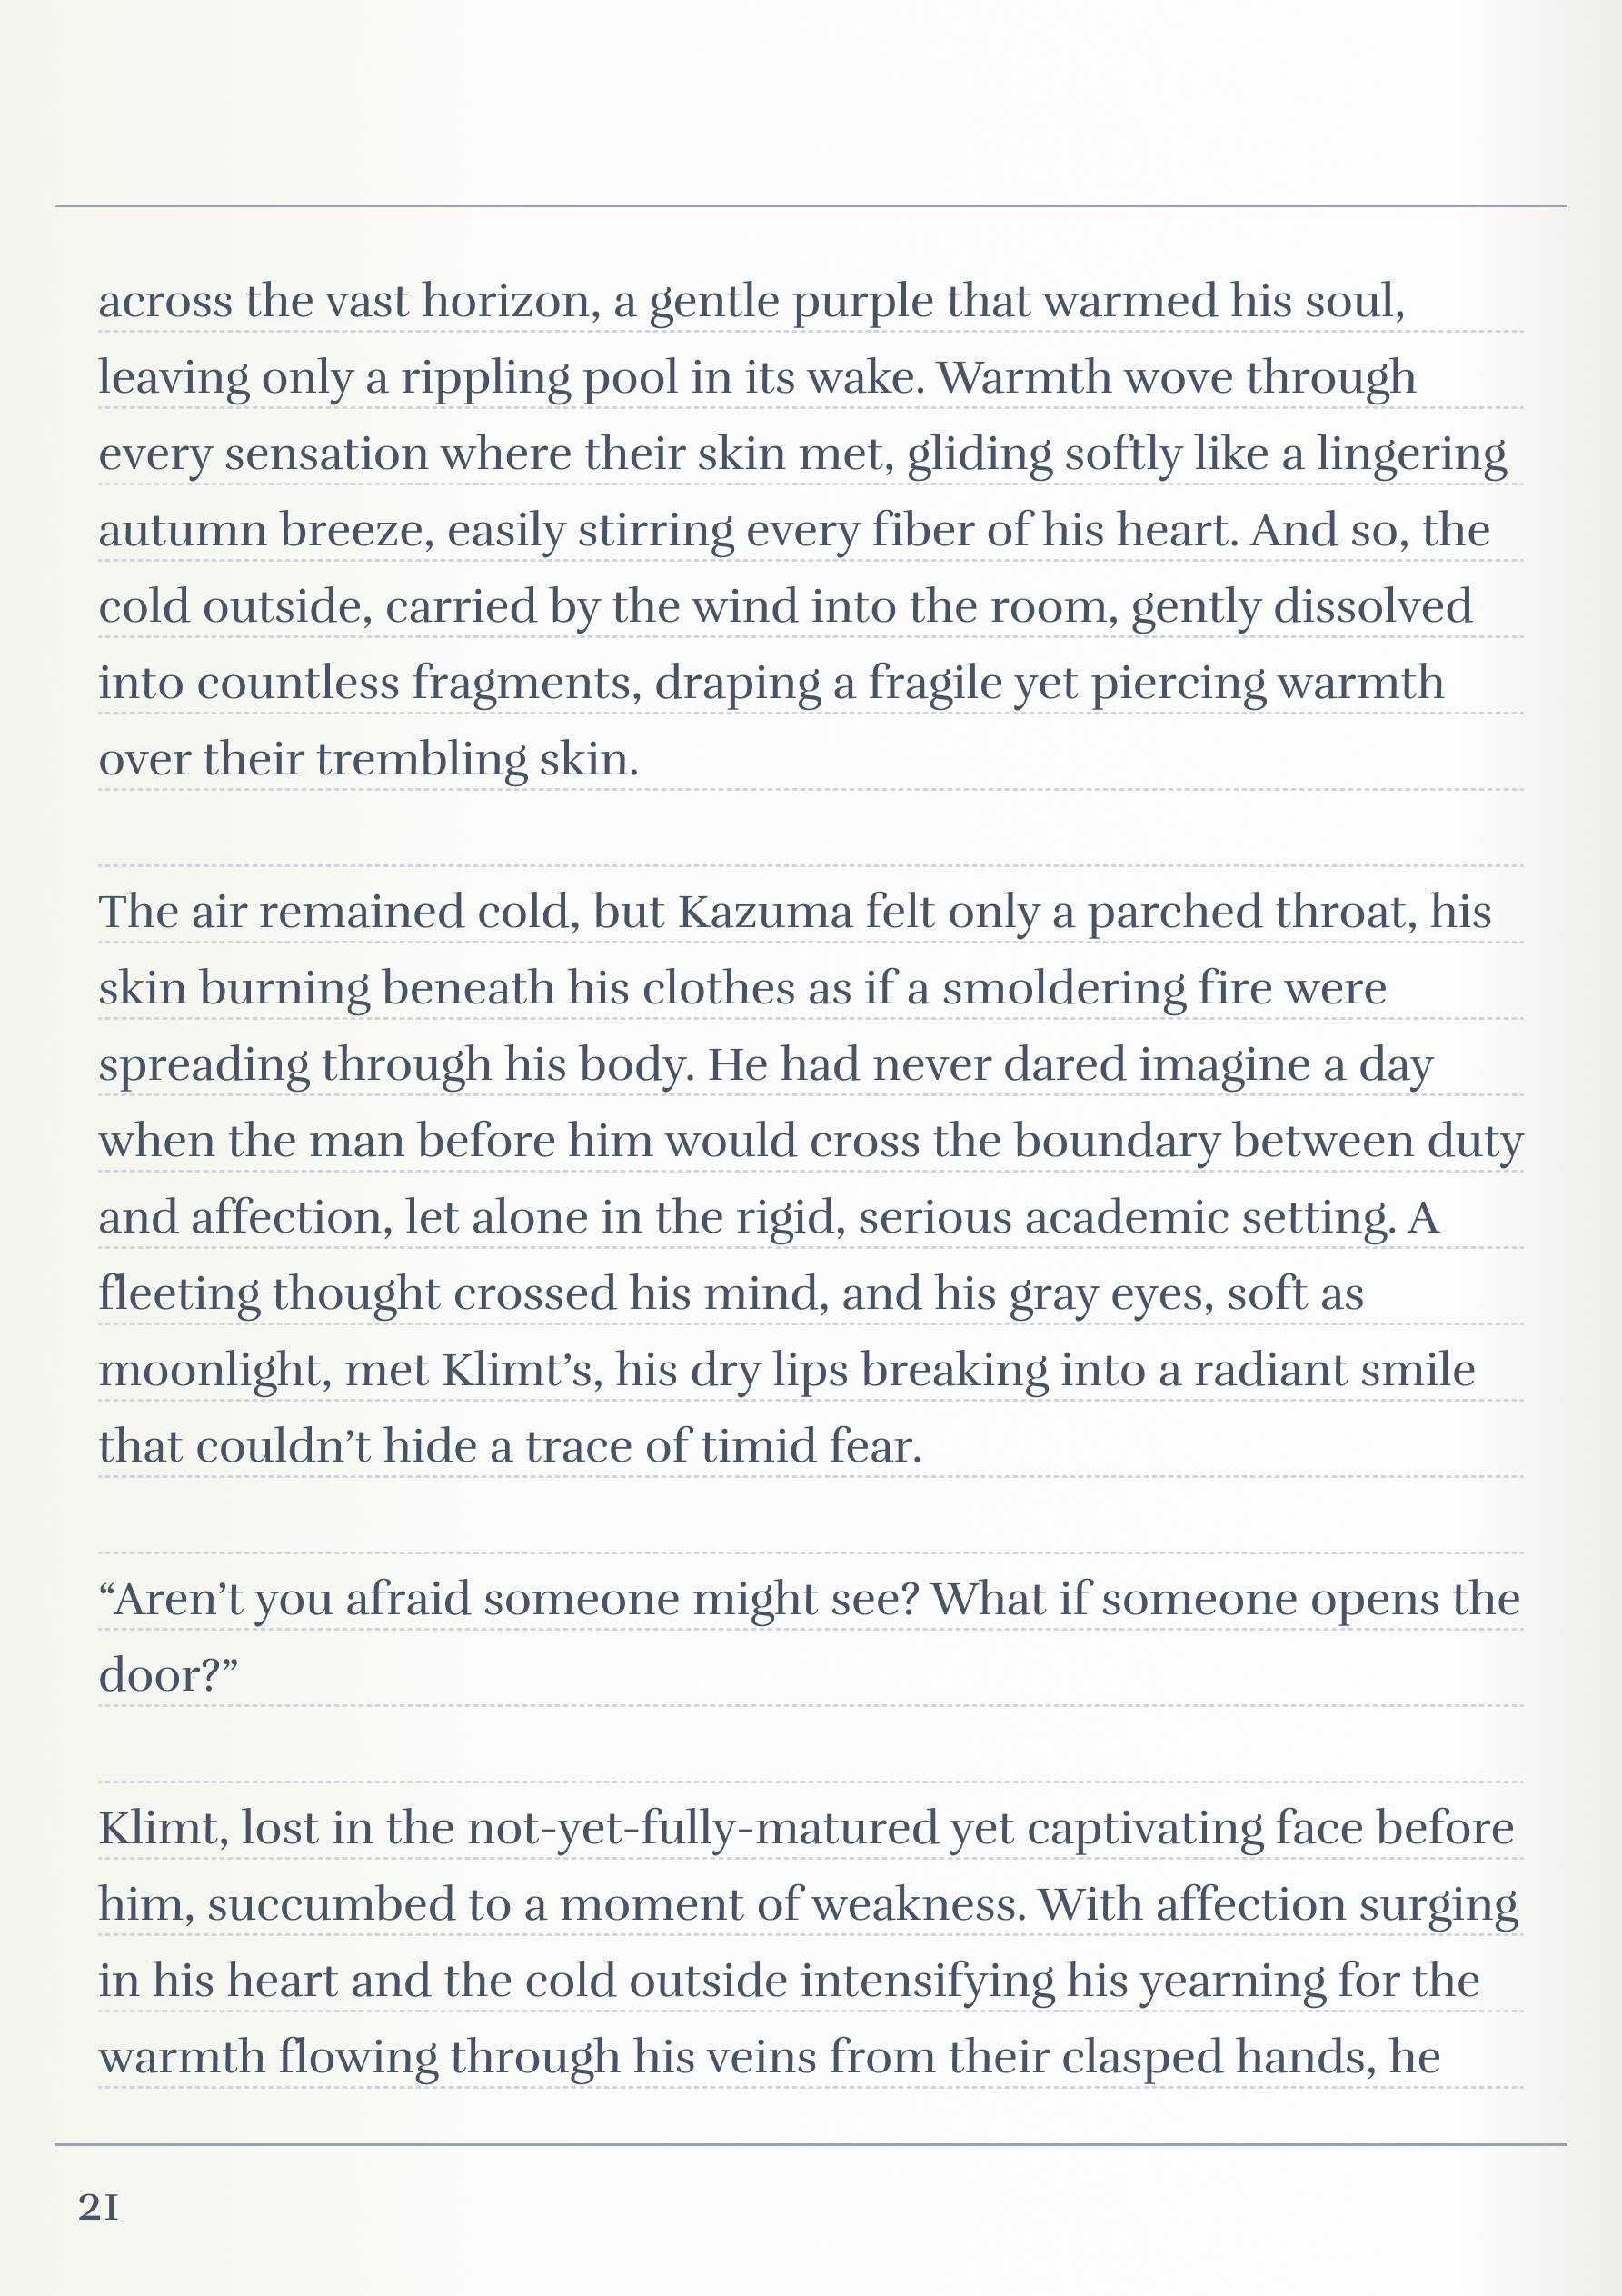 across the vast horizon, a gentle purple that warmed his soul,
leaving only a rippling pool in its wake. Warmth wove through
every sensation where their skin met, gliding softly like a lingering
autumn breeze, easily stirring every fiber of his heart. And so, the
cold outside, carried by the wind into the room, gently dissolved
into countless fragments, draping a fragile yet piercing warmth
over their trembling skin.
The air remained cold, but Kazuma felt only a parched throat, his
skin burning beneath his clothes as if a smoldering fire were
spreading through his body. He had never dared imagine a day
when the man before him would cross the boundary between duty
and affection, let alone in the rigid, serious academic setting. A
fleeting thought crossed his mind, and his gray eyes, soft as
moonlight, met Klimt’s, his dry lips breaking into a radiant smile
that couldn’t hide a trace of timid fear.
“Aren’t you afraid someone might see? What if someone opens the
door?”
Klimt, lost in the not-yet-fully-matured yet captivating face before
him, succumbed to a moment of weakness. With affection surging
in his heart and the cold outside intensifying his yearning for the
warmth flowing through his veins from their clasped hands, he
21